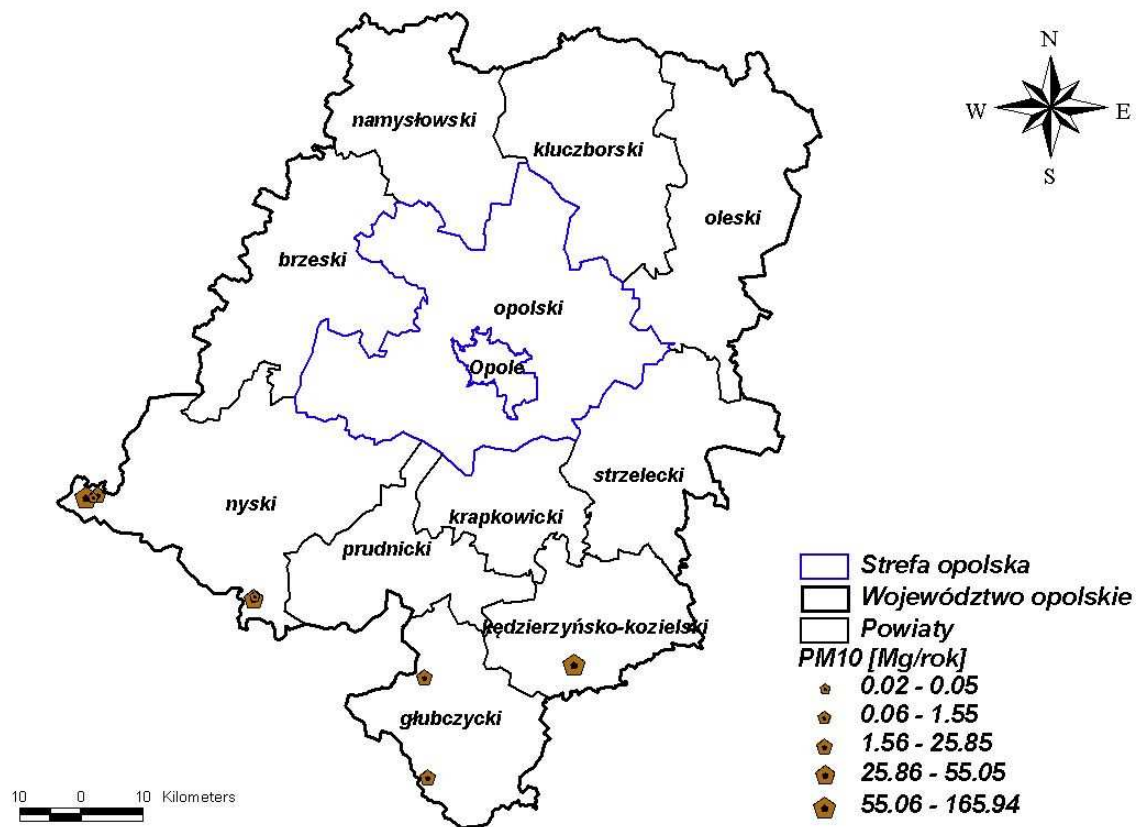 N
W E
S
namysłowski
kluczborski
oleski
brzeski
opolski
Opole
strzelecki
nyski
krapkowicki
prudnicki
kędzierzyńsko-kozielski
głubczycki
Strefa opolska
Województwo opolskie
Powiaty
PM10 [Mg/rok]
0.02 - 0.05
0.06 - 1.55
1.56 - 25.85
25.86 - 55.05
55.06 - 165.94
10 0 10 Kilometers